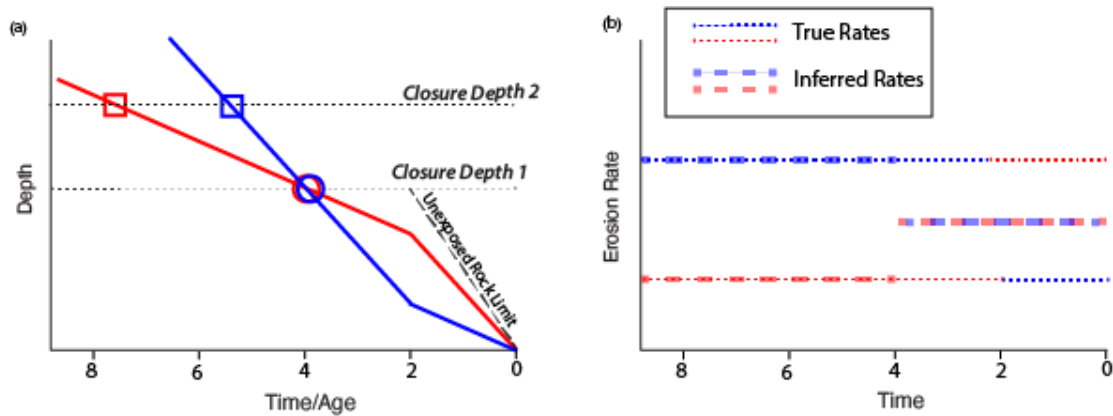 (a)
Closure Depth 2
Closure Depth 1
Unexposed Rock Limit
Depth
8
6
4
2
0
Time/Age
(b)
True Rates
Inferred Rates
Erosion Rate
8
6
4
2
0
Time